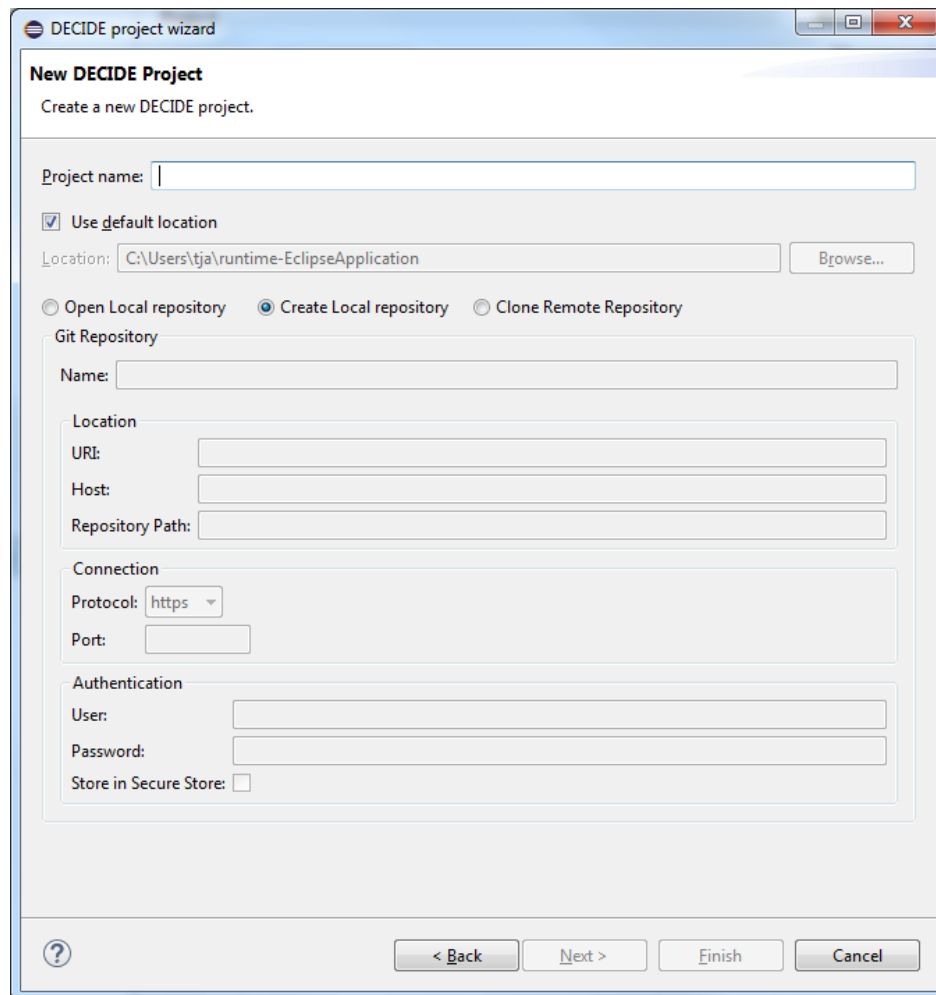 DECIDE project wizard
New DECIDE Project
Create a new DECIDE project.
Project name:
Use default location
Location: C:\Users\tja\runtime-EclipseApplication Browse...
Open Local repository Create Local repository Clone Remote Repository
Git Repository
Name:
Location
URI:
Host:
Repository Path:
Connection
Protocol: https
Port:
Authentication
User:
Password:
Store in Secure Store:
? < Back Next > Finish Cancel